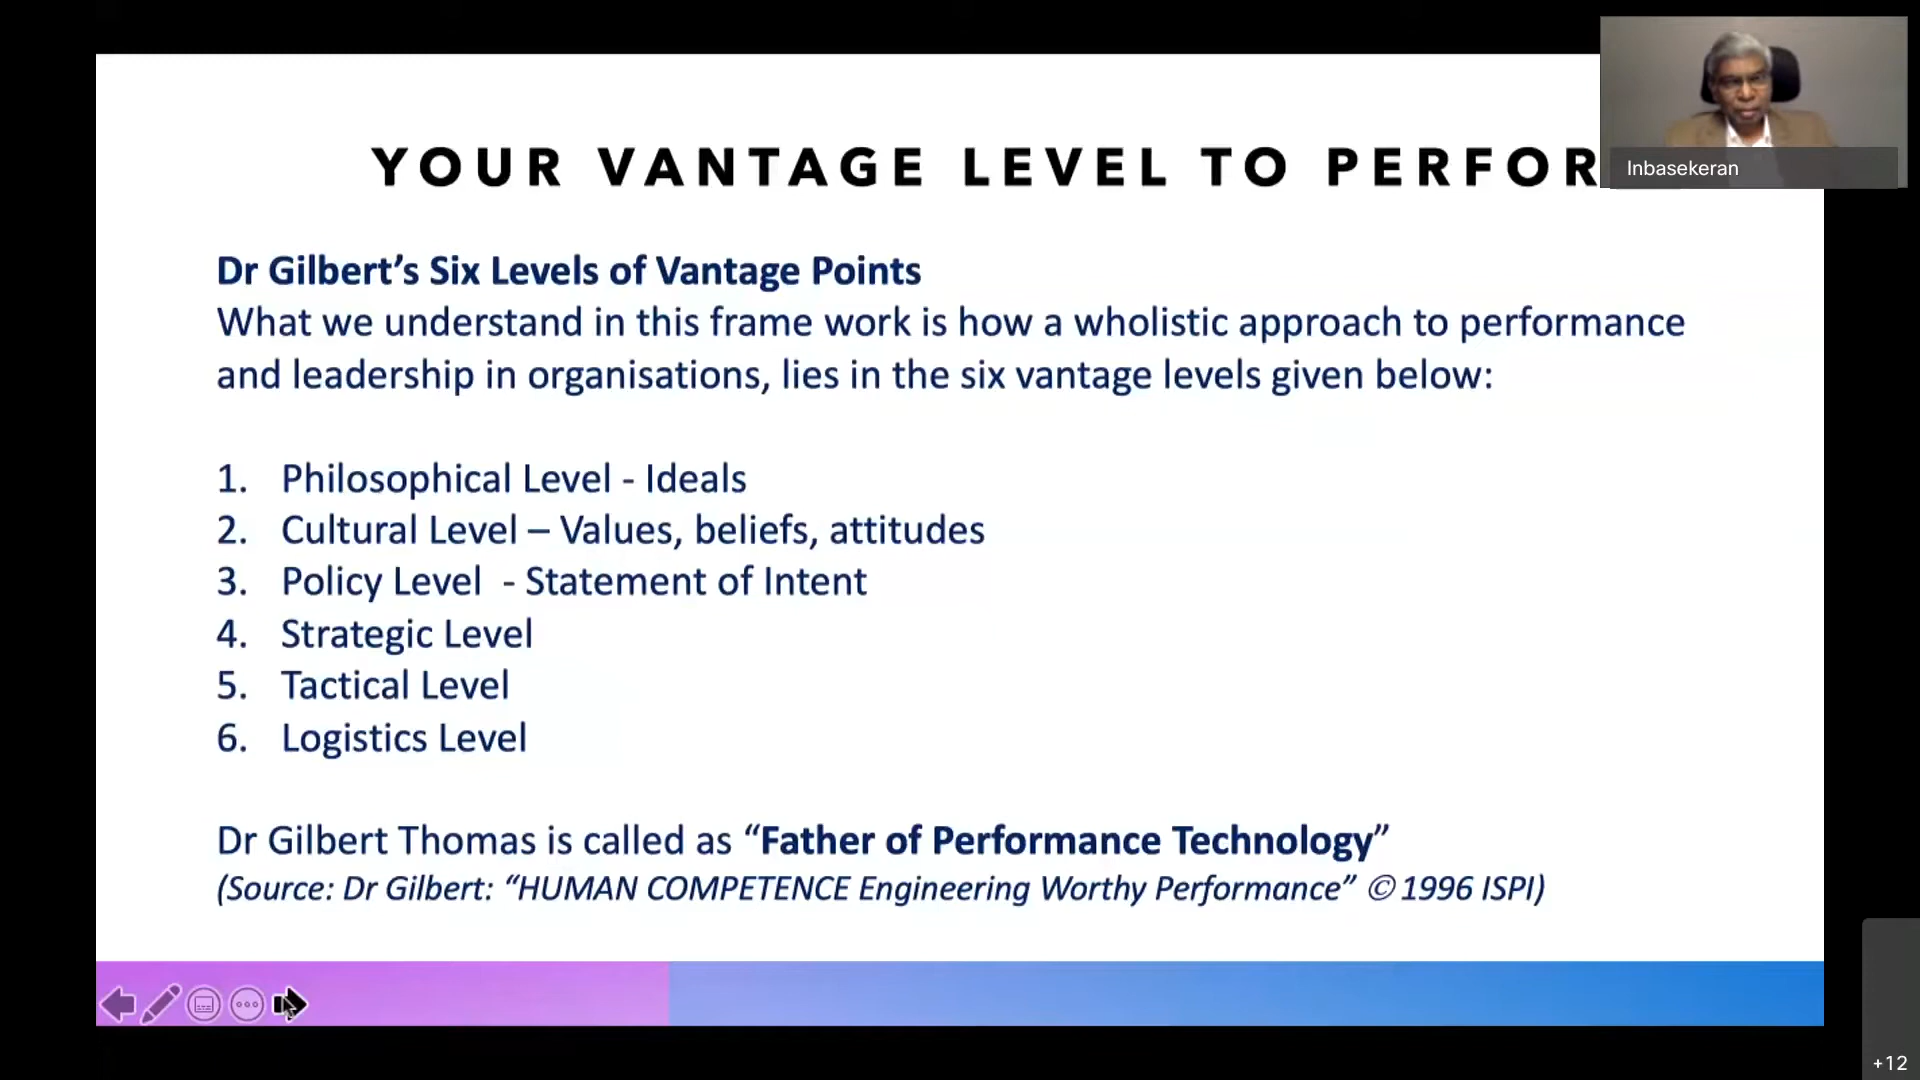 YOUR VANTAGE LEVEL TO PERFOR
Inbasekeran
Dr Gilbert’s Six Levels of Vantage Points
What we understand in this frame work is how a wholistic approach to performance
and leadership in organisations, lies in the six vantage levels given below:
1. Philosophical Level - Ideals
2. Cultural Level – Values, beliefs, attitudes
3. Policy Level - Statement of Intent
4. Strategic Level
5. Tactical Level
6. Logistics Level
Dr Gilbert Thomas is called as “Father of Performance Technology”
(Source: Dr Gilbert: “HUMAN COMPETENCE Engineering Worthy Performance” © 1996 ISPI)
+12